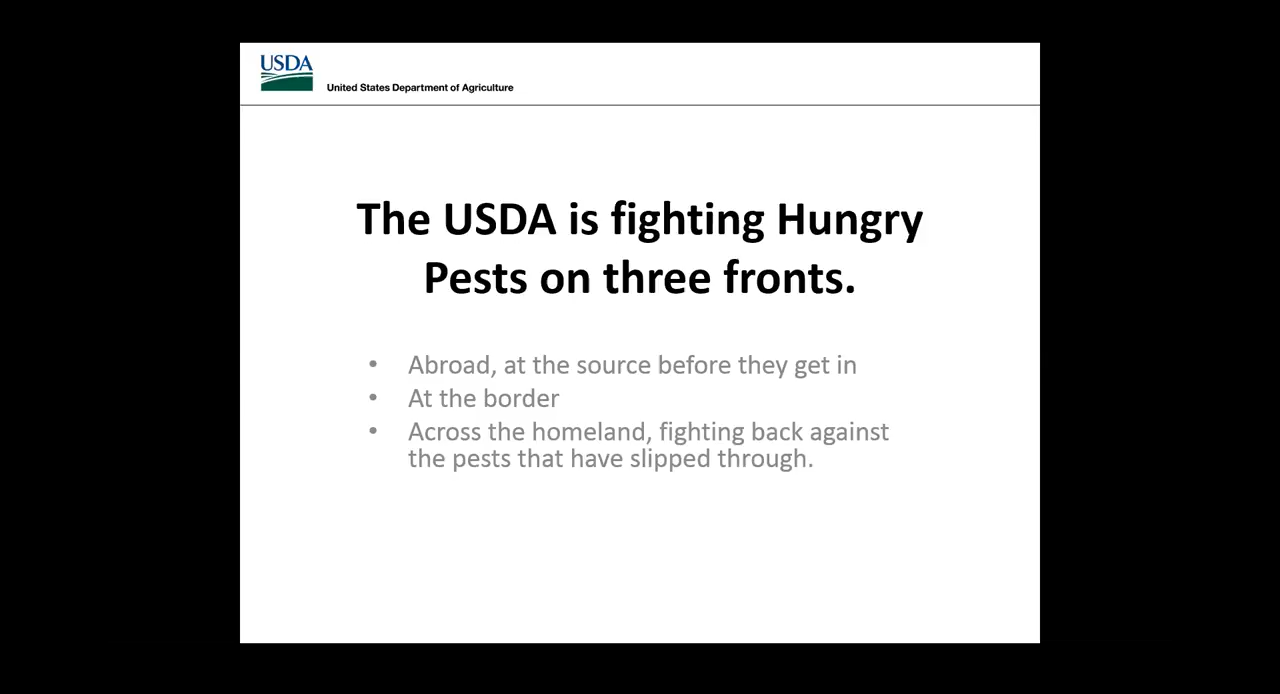 USDA
United States Department of Agriculture
The USDA is fighting Hungry
Pests on three fronts.
• Abroad, at the source before they get in
• At the border
• Across the homeland, fighting back against
the pests that have slipped through.